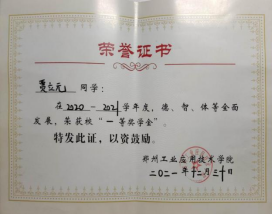 荣誉证书
贾立元 同学：
在2020－2021学年度，德、智、体等全面
发展，荣获校“一等奖学金”。
特发此证，以资鼓励。
郑州工业应用技术学院
二〇二一年十二月三十日